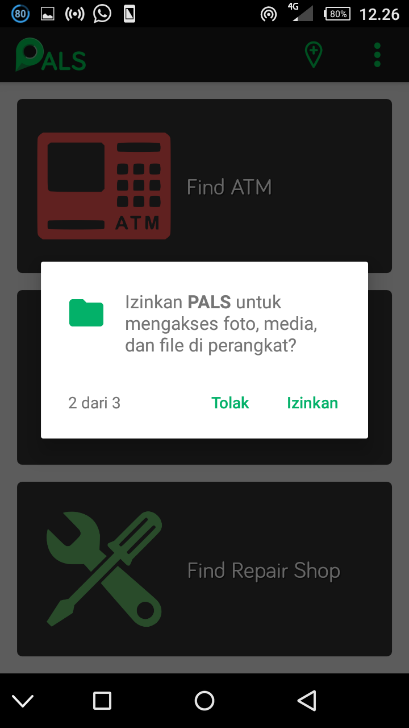 80
4G
80%
12.26
PALS
ATM
Find ATM
Izinkan PALS untuk
mengakses foto, media,
dan file di perangkat?
2 dari 3
Tolak
Izinkan
Find Repair Shop